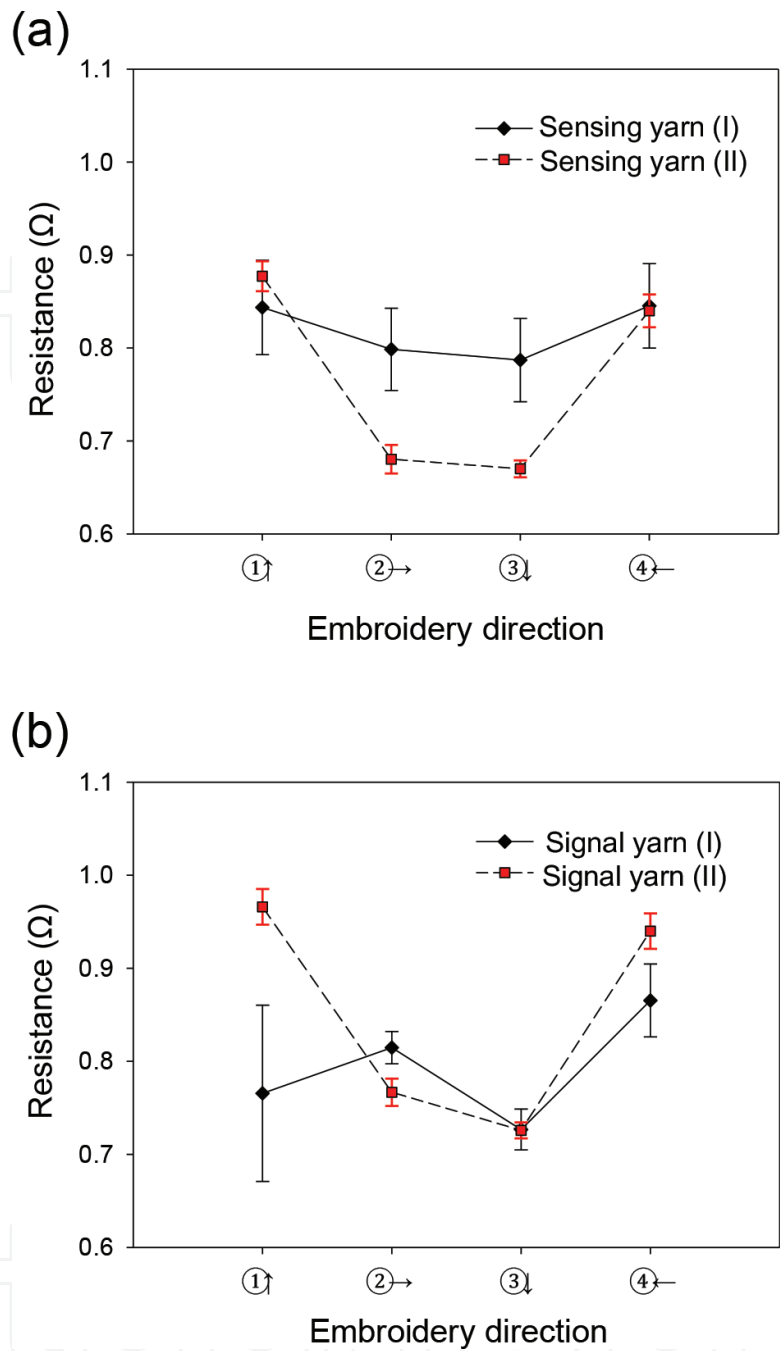 (a)
1.1
1.0
0.9
0.8
0.7
0.6
Resistance (Ω)
Sensing yarn (I)
Sensing yarn (II)
①↑ ②→ ③↓ ④←
Embroidery direction
(b)
1.1
1.0
0.9
0.8
0.7
0.6
Resistance (Ω)
Signal yarn (I)
Signal yarn (II)
①↑ ②→ ③↓ ④←
Embroidery direction